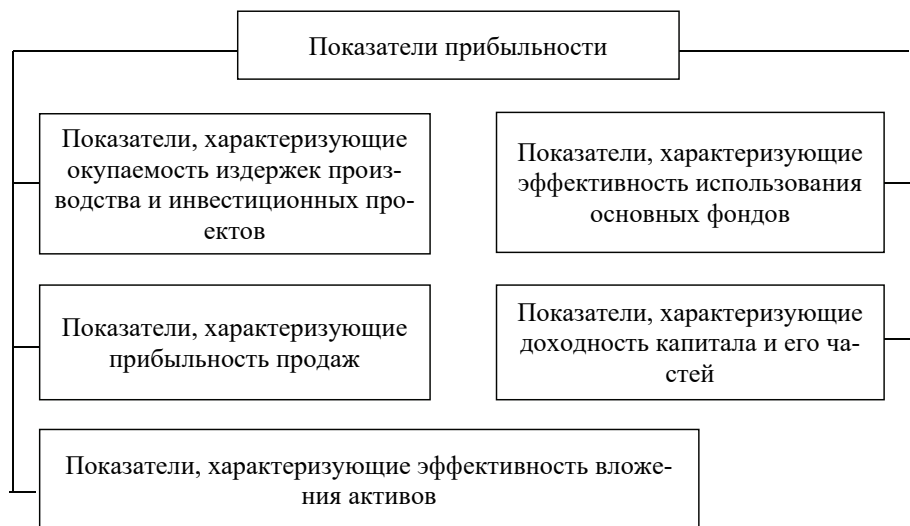 Показатели прибыльности
Показатели, характеризующие
окупаемость издержек произ-
водства и инвестиционных про-
ектов
Показатели, характеризующие
эффективность использования
основных фондов
Показатели, характеризующие
прибыльность продаж
Показатели, характеризующие
доходность капитала и его ча-
стей
Показатели, характеризующие эффективность вложе-
ния активов